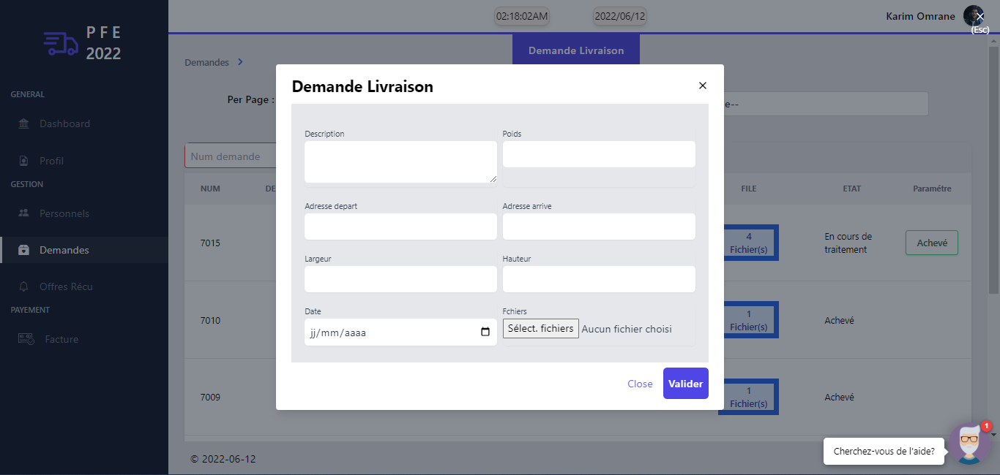 P F E
2022
02:18:02AM
2022/06/12
Karim Omrane
(Esc)
Demande Livraison
Demandes
GENERAL
Dashboard
Profil
GESTION
Personnels
Demandes
Offres Récu
PAYEMENT
Facture
Per Page :
e--
Num demande
NUM
DE
FILE
ETAT
Paramétre
7015
4
Fichier(s)
En cours de
traitement
Achevé
7010
1
Fichier(s)
Achevé
7009
1
Fichier(s)
Achevé
Demande Livraison
Description
Poids
Adresse depart
Adresse arrive
Largeur
Hauteur
Date
Fchiers
jj/mm/aaaa
Sélect. fichiers
Aucun fichier choisi
Close
Valider
© 2022-06-12
Cherchez-vous de l'aide?
1